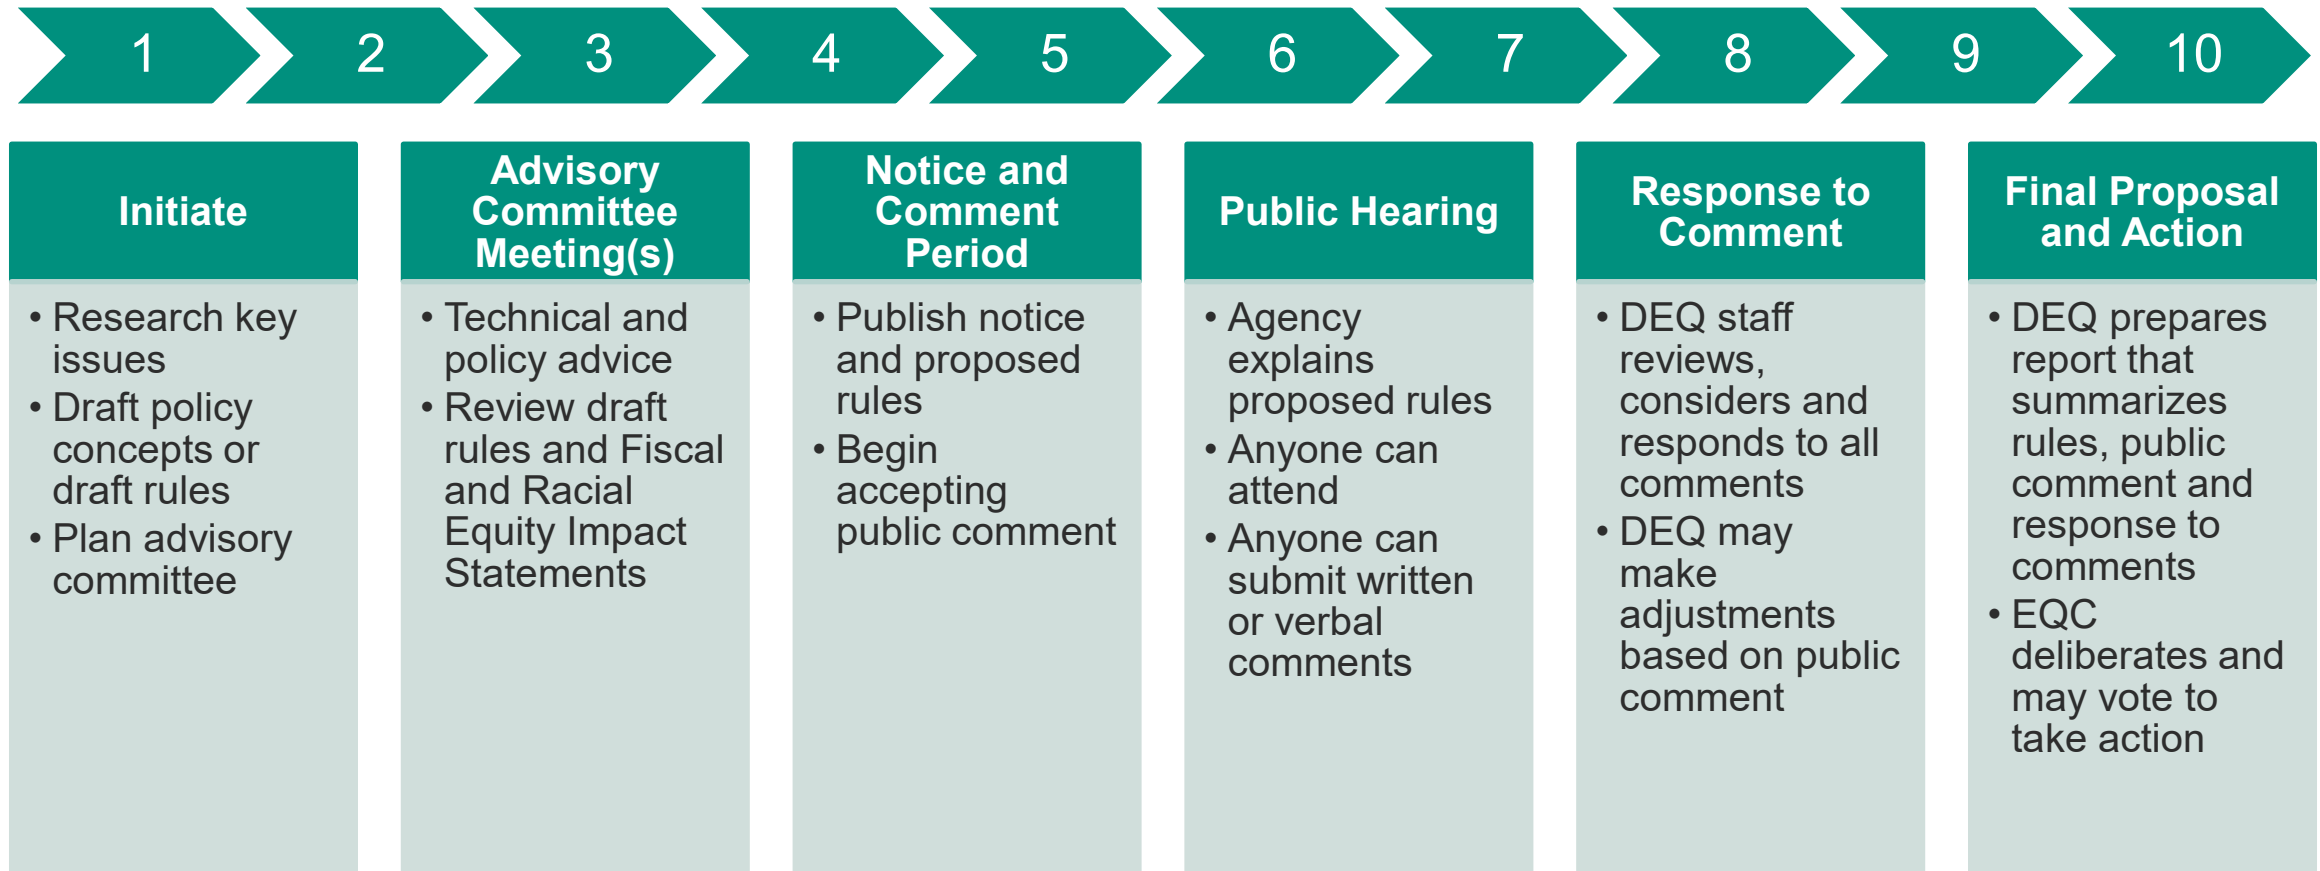 1
2
3
4
5
6
7
8
9
10
Initiate
• Research key
issues
• Draft policy
concepts or
draft rules
• Plan advisory
committee
Advisory
Committee
Meeting(s)
• Technical and
policy advice
• Review draft
rules and Fiscal
and Racial
Equity Impact
Statements
Notice and
Comment
Period
• Publish notice
and proposed
rules
• Begin
accepting
public comment
Public Hearing
• Agency
explains
proposed rules
• Anyone can
attend
• Anyone can
submit written
or verbal
comments
Response to
Comment
• DEQ staff
reviews,
considers and
responds to all
comments
• DEQ may
make
adjustments
based on public
comment
Final Proposal
and Action
• DEQ prepares
report that
summarizes
rules, public
comment and
response to
comments
• EQC
deliberates and
may vote to
take action